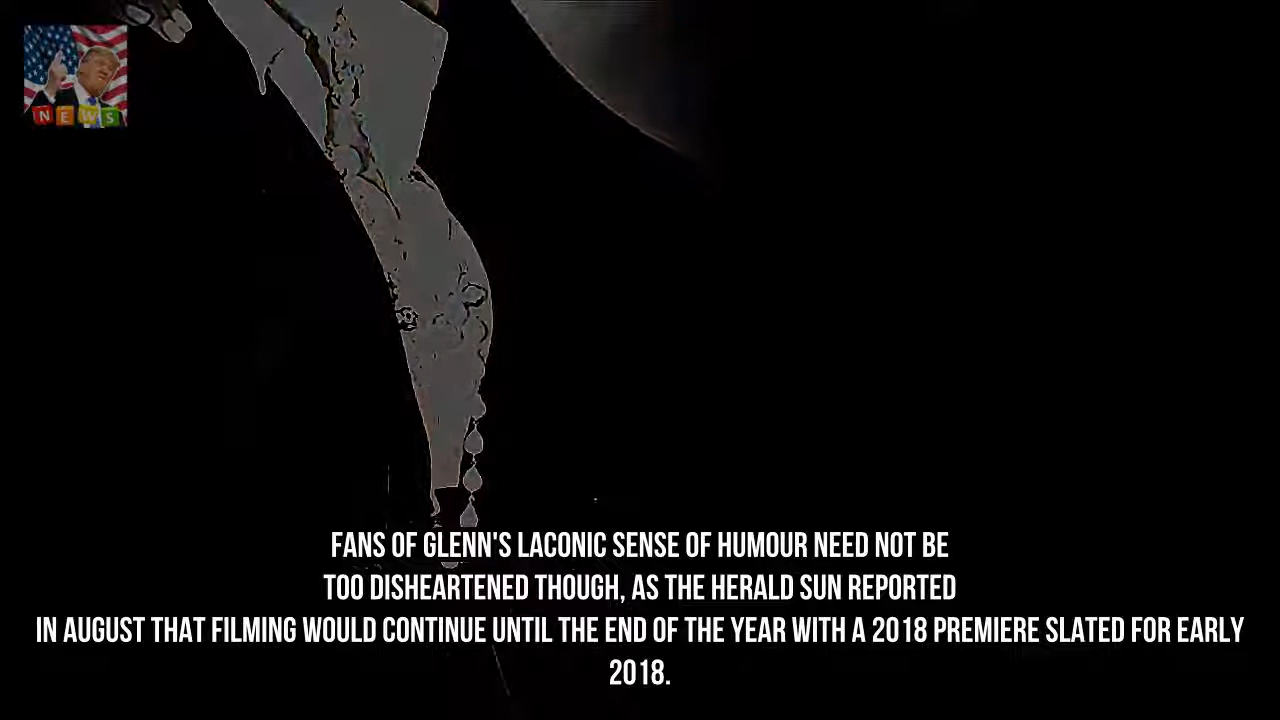 NEWS
FANS OF GLENN'S LACONIC SENSE OF HUMOUR NEED NOT BE
TOO DISHEARTENED THOUGH, AS THE HERALD SUN REPORTED
IN AUGUST THAT FILMING WOULD CONTINUE UNTIL THE END OF THE YEAR WITH A 2018 PREMIERE SLATED FOR EARLY
2018.